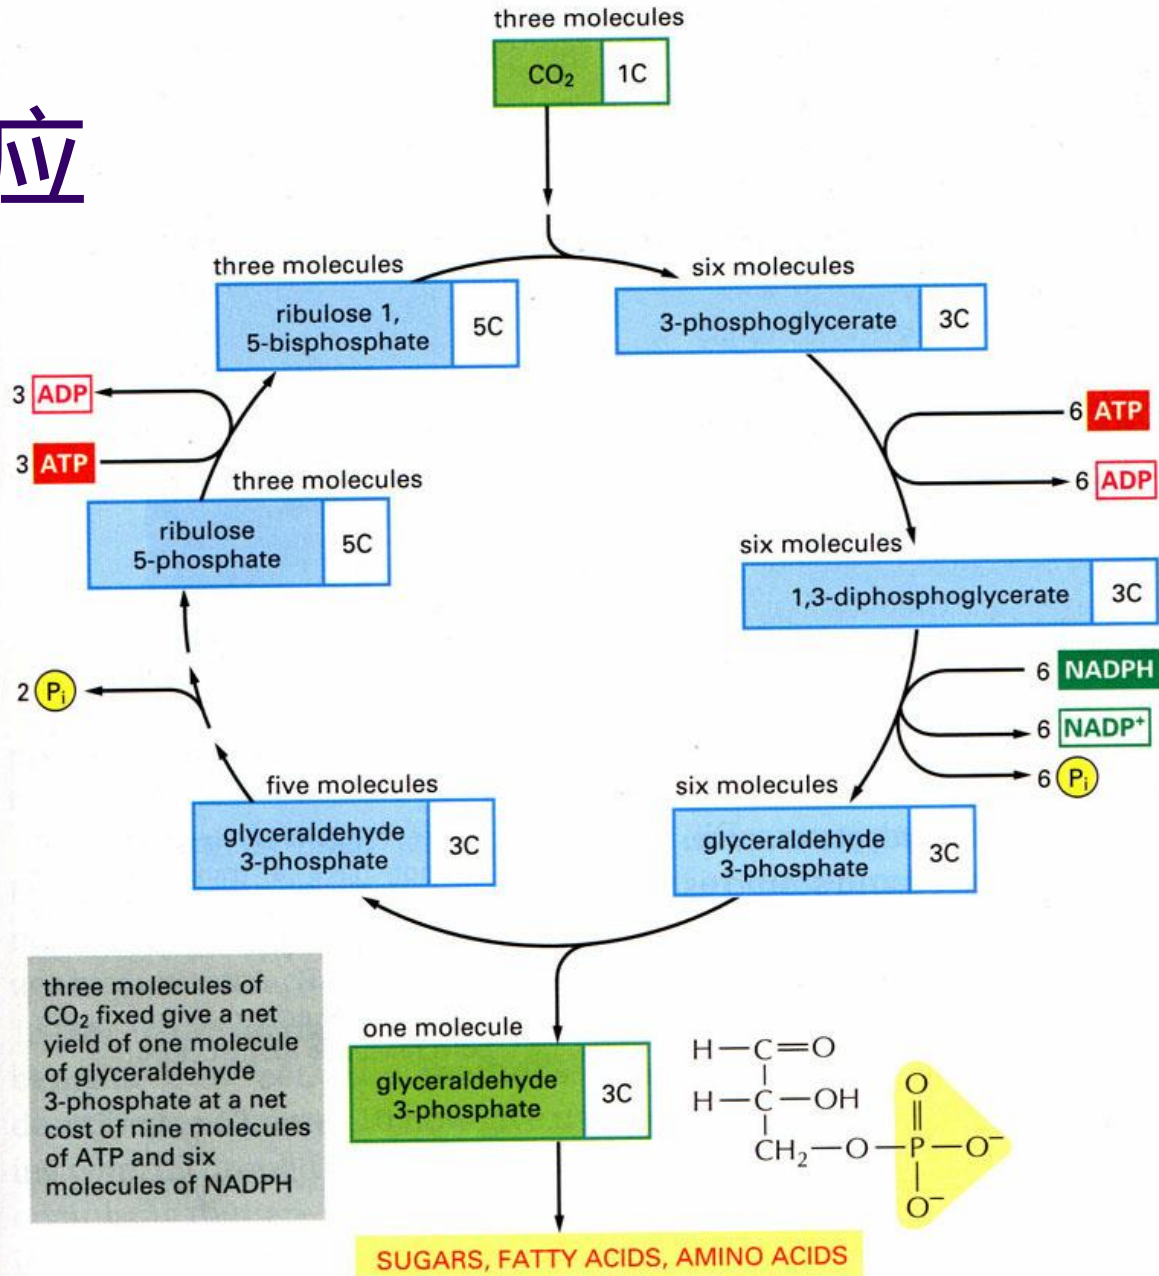 应
three molecules
CO₂ 1C
three molecules
ribulose 1,
5-bisphosphate
5C
six molecules
3-phosphoglycerate 3C
3 ADP
3 ATP
6 ATP
6 ADP
three molecules
ribulose
5-phosphate
5C
six molecules
1,3-diphosphoglycerate 3C
6 NADPH
6 NADP⁺
6 Pᵢ
2 Pᵢ
five molecules
glyceraldehyde
3-phosphate
3C
six molecules
glyceraldehyde
3-phosphate
3C
three molecules of
CO₂ fixed give a net
yield of one molecule
of glyceraldehyde
3-phosphate at a net
cost of nine molecules
of ATP and six
molecules of NADPH
one molecule
glyceraldehyde
3-phosphate
3C
H—C=O
H—C—OH
CH₂—O—P—O⁻
O
O⁻
SUGARS, FATTY ACIDS, AMINO ACIDS